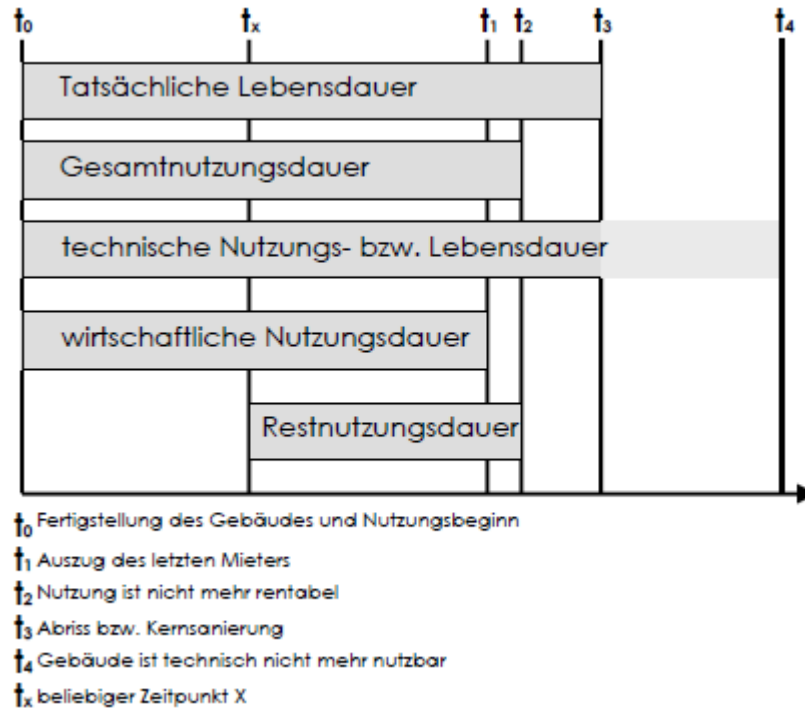 t0 tx t1 t2 t3 t4
Tatsächliche Lebensdauer
Gesamtnutzungsdauer
technische Nutzungs- bzw. Lebensdauer
wirtschaftliche Nutzungsdauer
Restnutzungsdauer
t0 Fertigstellung des Gebäudes und Nutzungsbeginn
t1 Auszug des letzten Mieters
t2 Nutzung ist nicht mehr rentabel
t3 Abriss bzw. Kernsanierung
t4 Gebäude ist technisch nicht mehr nutzbar
tx beliebiger Zeitpunkt X